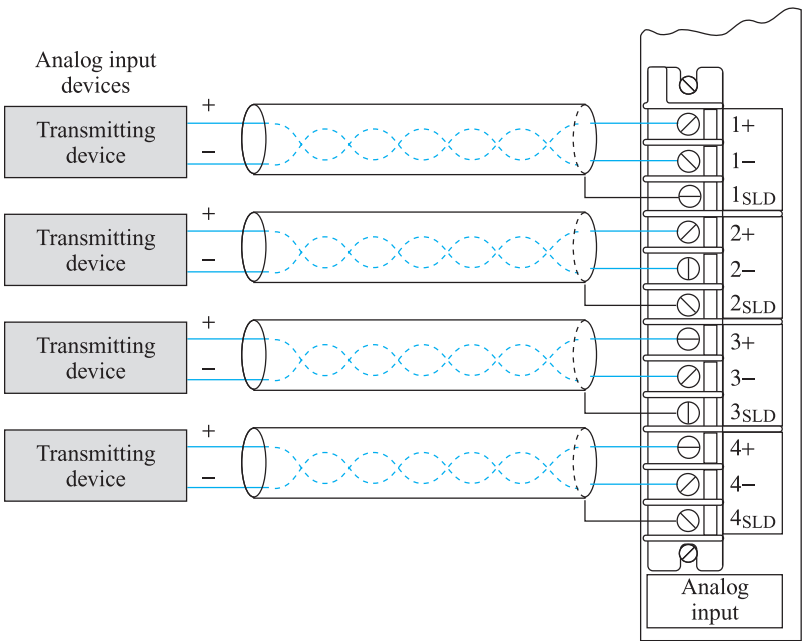 Analog input
devices
+
Transmitting
device
−
1+
1−
1SLD
+
Transmitting
device
−
2+
2−
2SLD
+
Transmitting
device
−
3+
3−
3SLD
+
Transmitting
device
−
4+
4−
4SLD
Analog
input